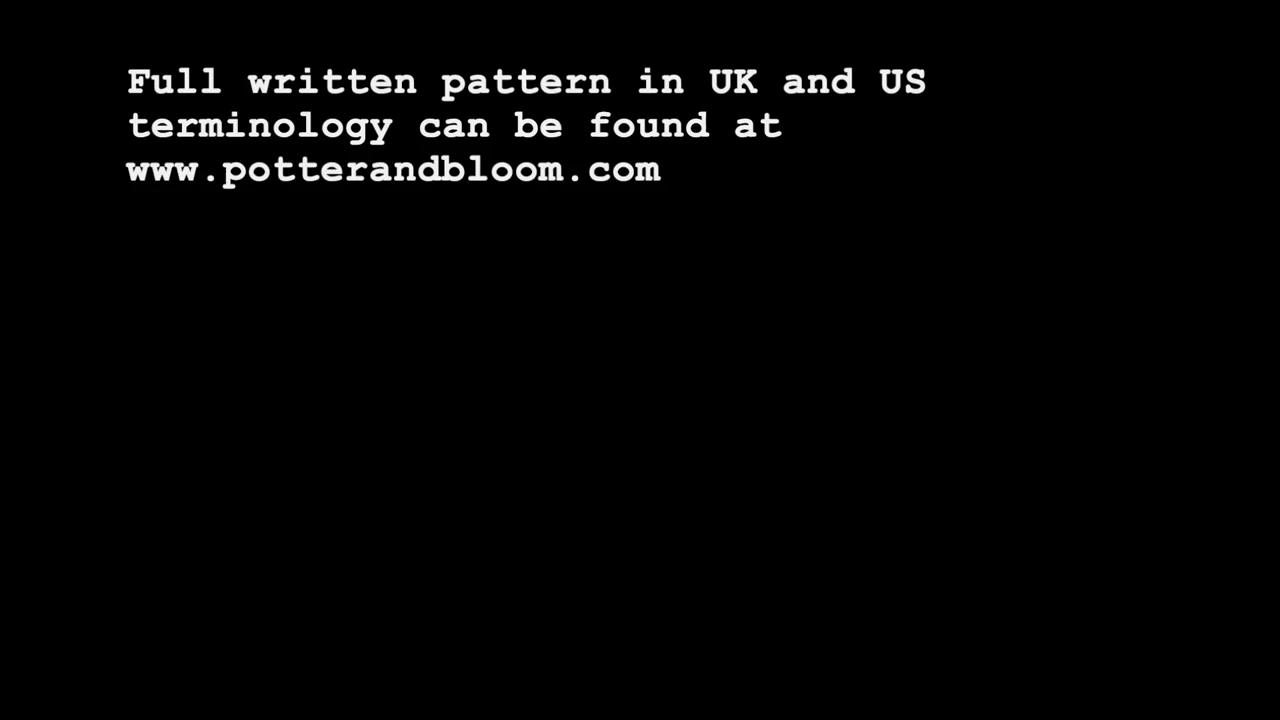 Full written pattern in UK and US
terminology can be found at
www.potterandbloom.com